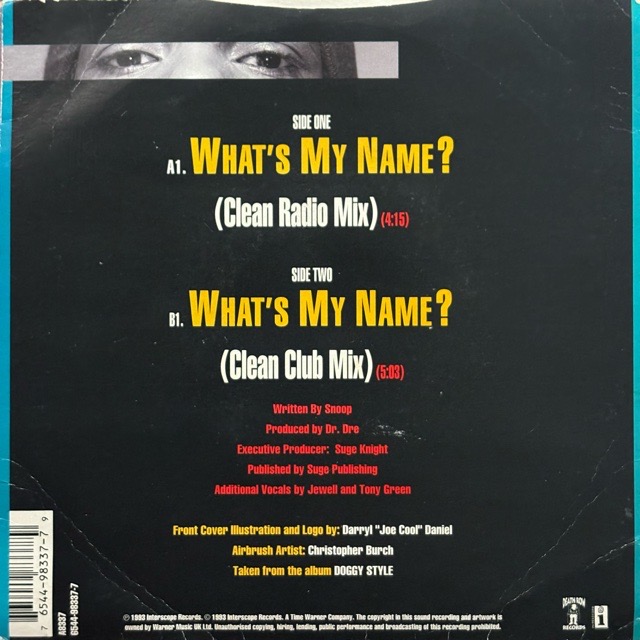 SIDE ONE
A1. WHAT'S MY NAME?
(Clean Radio Mix) (4:15)
SIDE TWO
B1. WHAT'S MY NAME?
(Clean Club Mix) (5:03)
Written By Snoop
Produced by Dr. Dre
Executive Producer: Suge Knight
Published by Suge Publishing
Additional Vocals by Jewell and Tony Green
Front Cover Illustration and Logo by: Darryl "Joe Cool" Daniel
Airbrush Artist: Christopher Burch
Taken from the album DOGGY STYLE
7 6544-98337-7 9
A8337
6544-98337-7
℗ 1993 Interscope Records. © 1993 Interscope Records. A Time Warner Company. The copyright in this sound recording and artwork is
owned by Warner Music UK Ltd. Unauthorised copying, hiring, lending, public performance and broadcasting of this recording prohibited.
DEATH ROW
RECORDS
i